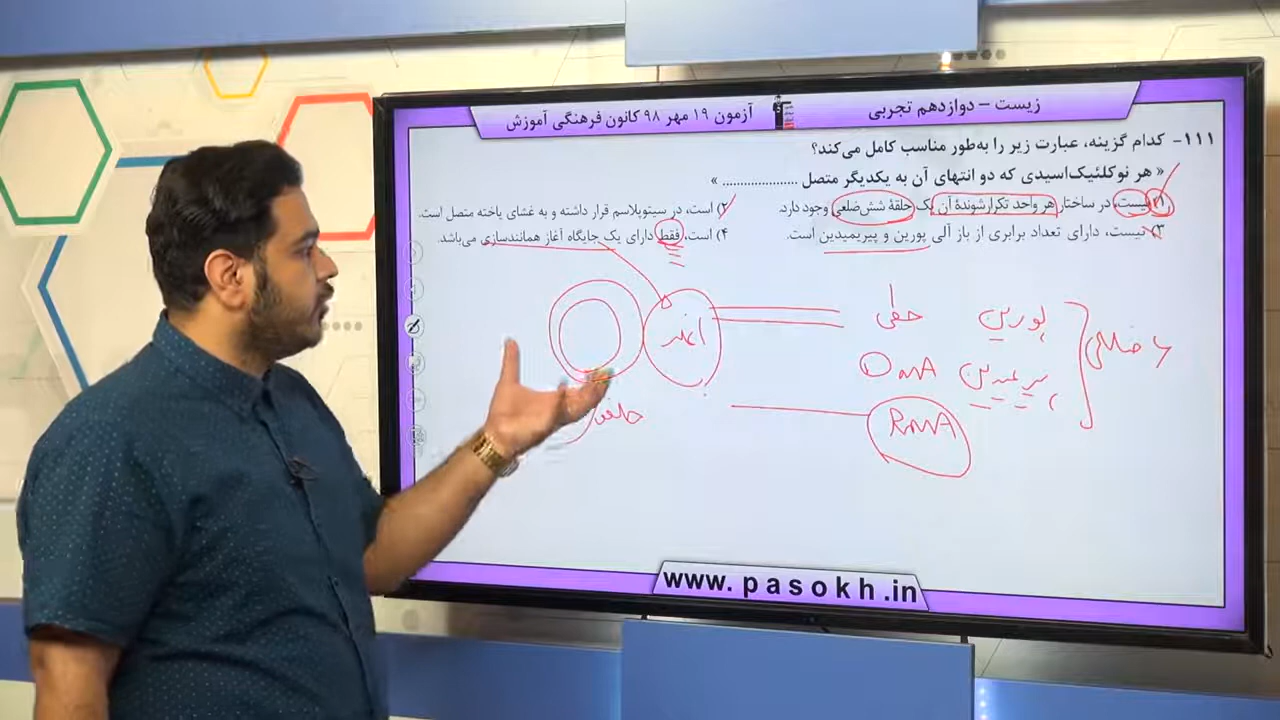 زیست – دوازدهم تجربی
آزمون ۱۹ مهر ۹۸ کانون فرهنگی آموزش
۱۱۱- کدام گزینه، عبارت زیر را به‌طور مناسب کامل می‌کند؟
« هر نوکلئیک‌اسیدی که دو انتهای آن به یکدیگر متصل .................... »
۱) نیست، در ساختار هر واحد تکرارشوندهٔ آن یک حلقهٔ شش‌ضلعی وجود دارد.
۲) است، در سیتوپلاسم قرار داشته و به غشای یاخته متصل است.
۳) نیست، دارای تعداد برابری از باز آلی پورین و پیریمیدین است.
۴) است، فقط دارای یک جایگاه آغاز همانندسازی می‌باشد.
خطی
پورین
۶ ضلعی
DNA
پیریمیدین
RNA
حلقوی
www.pasokh.in